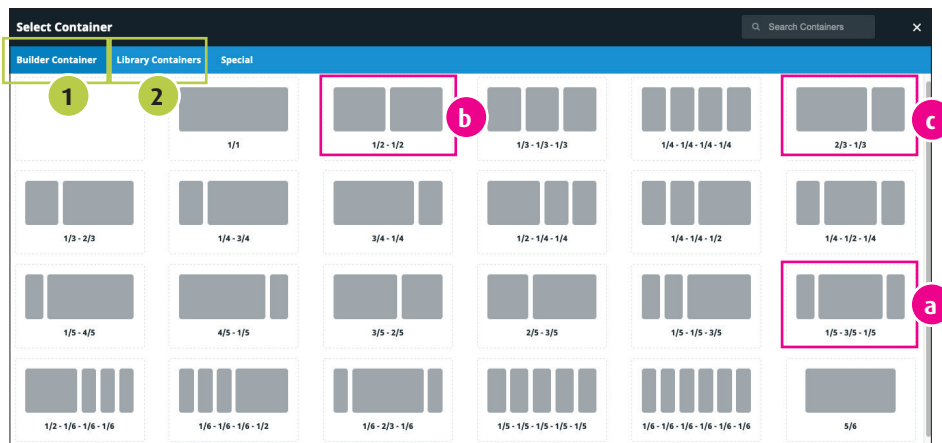 Select Container
Search Containers
×
Builder Container Library Containers Special
1 2 b c
1/1 1/2 - 1/2 1/3 - 1/3 - 1/3 1/4 - 1/4 - 1/4 - 1/4 2/3 - 1/3
1/3 - 2/3 1/4 - 3/4 3/4 - 1/4 1/2 - 1/4 - 1/4 1/4 - 1/4 - 1/2 1/4 - 1/2 - 1/4
a
1/5 - 4/5 4/5 - 1/5 3/5 - 2/5 2/5 - 3/5 1/5 - 1/5 - 3/5 1/5 - 3/5 - 1/5
1/2 - 1/6 - 1/6 - 1/6 1/6 - 1/6 - 1/6 - 1/2 1/6 - 2/3 - 1/6 1/5 - 1/5 - 1/5 - 1/5 - 1/5 1/6 - 1/6 - 1/6 - 1/6 - 1/6 - 1/6 5/6